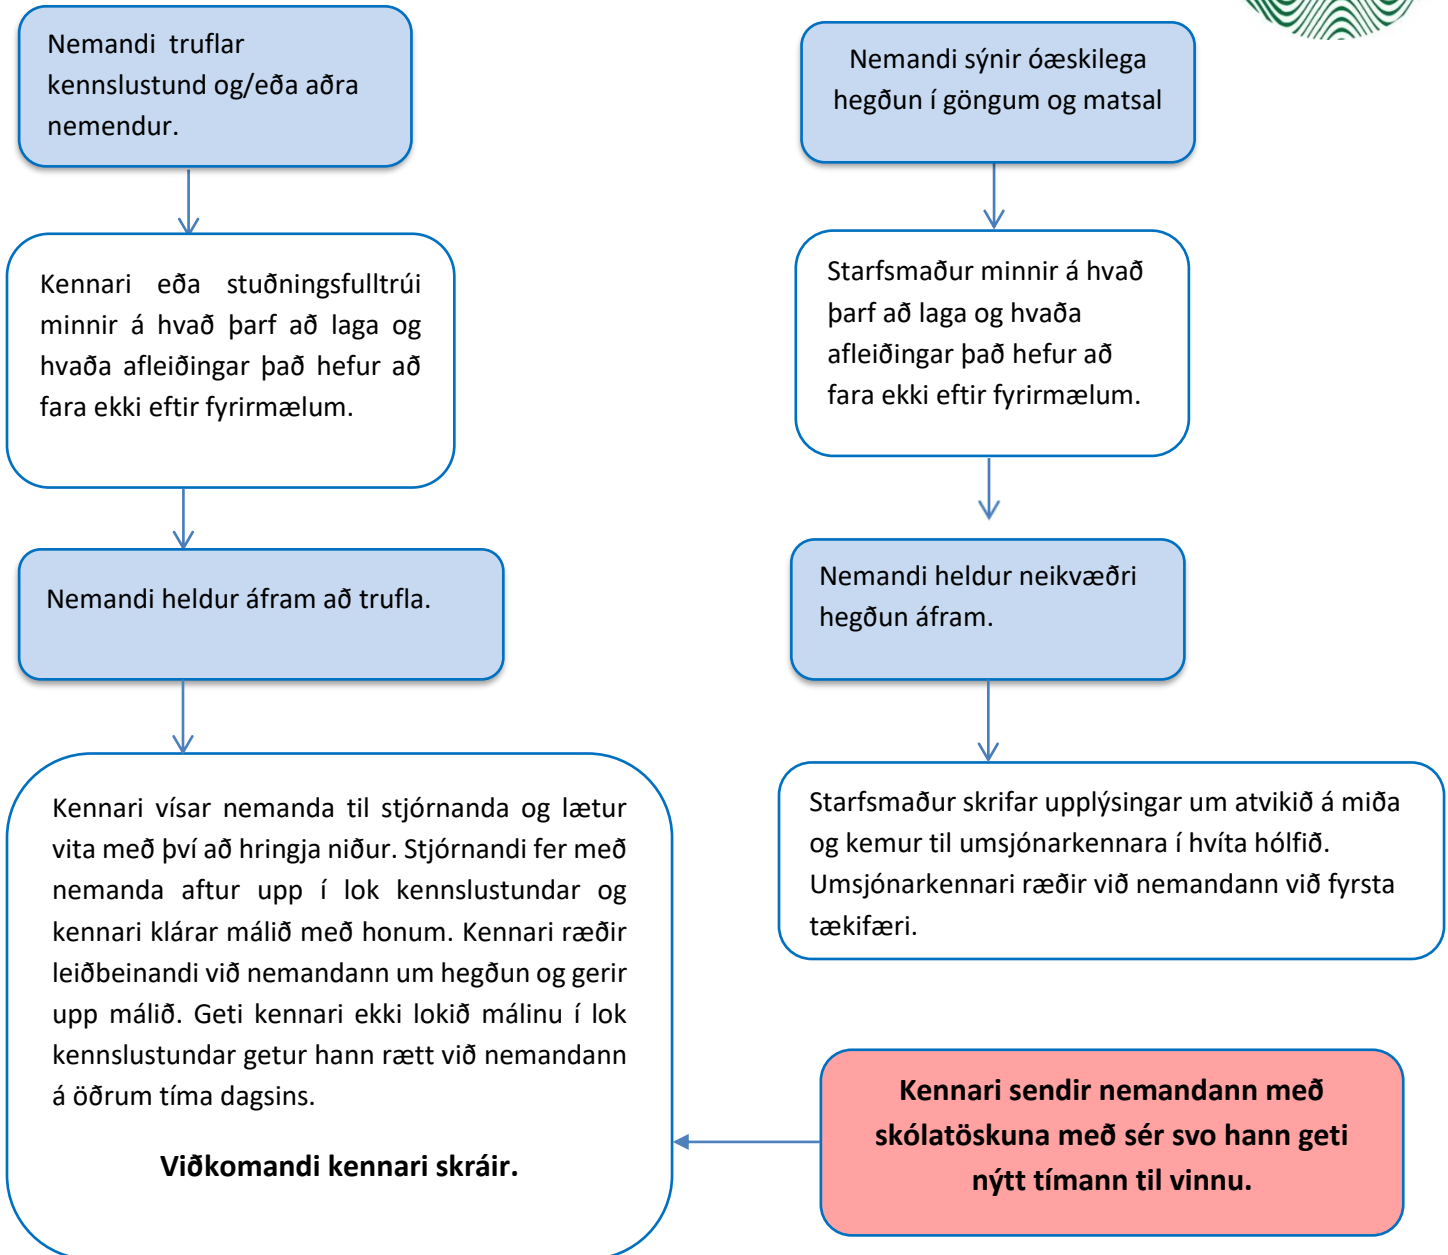 Nemandi truflar
kennslustund og/eða aðra
nemendur.
Kennari eða stuðningsfulltrúi
minnir á hvað þarf að laga og
hvaða afleiðingar það hefur að
fara ekki eftir fyrirmælum.
Nemandi heldur áfram að trufla.
Kennari vísar nemanda til stjórnanda og lætur
vita með því að hringja niður. Stjórnandi fer með
nemanda aftur upp í lok kennslustundar og
kennari klárar málið með honum. Kennari ræðir
leiðbeinandi við nemandann um hegðun og gerir
upp málið. Geti kennari ekki lokið málinu í lok
kennslustundar getur hann rætt við nemandann
á öðrum tíma dagsins.
Viðkomandi kennari skráir.
Nemandi sýnir óæskilega
hegðun í göngum og matsal
Starfsmaður minnir á hvað
þarf að laga og hvaða
afleiðingar það hefur að
fara ekki eftir fyrirmælum.
Nemandi heldur neikvæðri
hegðun áfram.
Starfsmaður skrifar upplýsingar um atvikið á miða
og kemur til umsjónarkennara í hvíta hólfið.
Umsjónarkennari ræðir við nemandann við fyrsta
tækifæri.
Kennari sendir nemandann með
skólatöskuna með sér svo hann geti
nýtt tímann til vinnu.